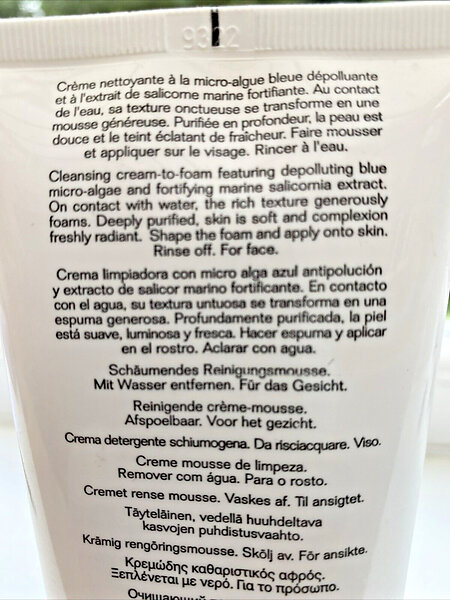 9322
Crème nettoyante à la micro-algue bleue dépolluante
et à l'extrait de salicorne marine fortifiante. Au contact
de l'eau, sa texture onctueuse se transforme en une
mousse généreuse. Purifiée en profondeur, la peau est
douce et le teint éclatant de fraîcheur. Faire mousser
et appliquer sur le visage. Rincer à l'eau.
Cleansing cream-to-foam featuring depolluting blue
micro-algae and fortifying marine salicornia extract.
On contact with water, the rich texture generously
foams. Deeply purified, skin is soft and complexion
freshly radiant. Shape the foam and apply onto skin.
Rinse off. For face.
Crema limpiadora con micro alga azul antipolución
y extracto de salicor marino fortificante. En contacto
con el agua, su textura untuosa se transforma en una
espuma generosa. Profundamente purificada, la piel
está suave, luminosa y fresca. Hacer espuma y aplicar
en el rostro. Aclarar con agua.
Schäumendes Reinigungsmousse.
Mit Wasser entfernen. Für das Gesicht.
Reinigende crème-mousse.
Afspoelbaar. Voor het gezicht.
Crema detergente schiumogena. Da risciacquare. Viso.
Creme mousse de limpeza.
Remover com água. Para o rosto.
Cremet rense mousse. Vaskes af. Til ansigtet.
Täyteläinen, vedellä huuhdeltava
kasvojen puhdistusvaahto.
Krämig rengöringsmousse. Skölj av. För ansikte.
Κρεμώδης καθαριστικός αφρός.
Ξεπλένεται με νερό. Για το πρόσωπο.
Очищающий